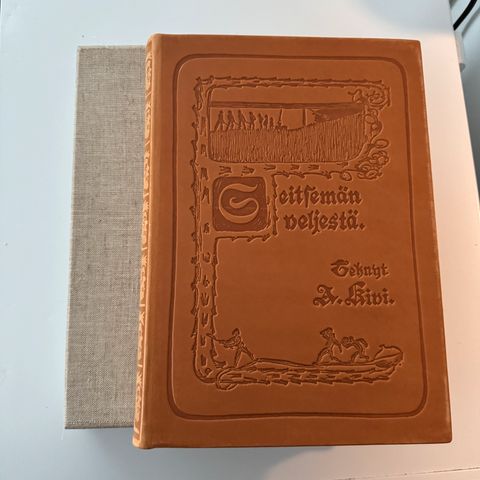 Seitsemän
veljestä.
Tehnyt
A. Kivi.